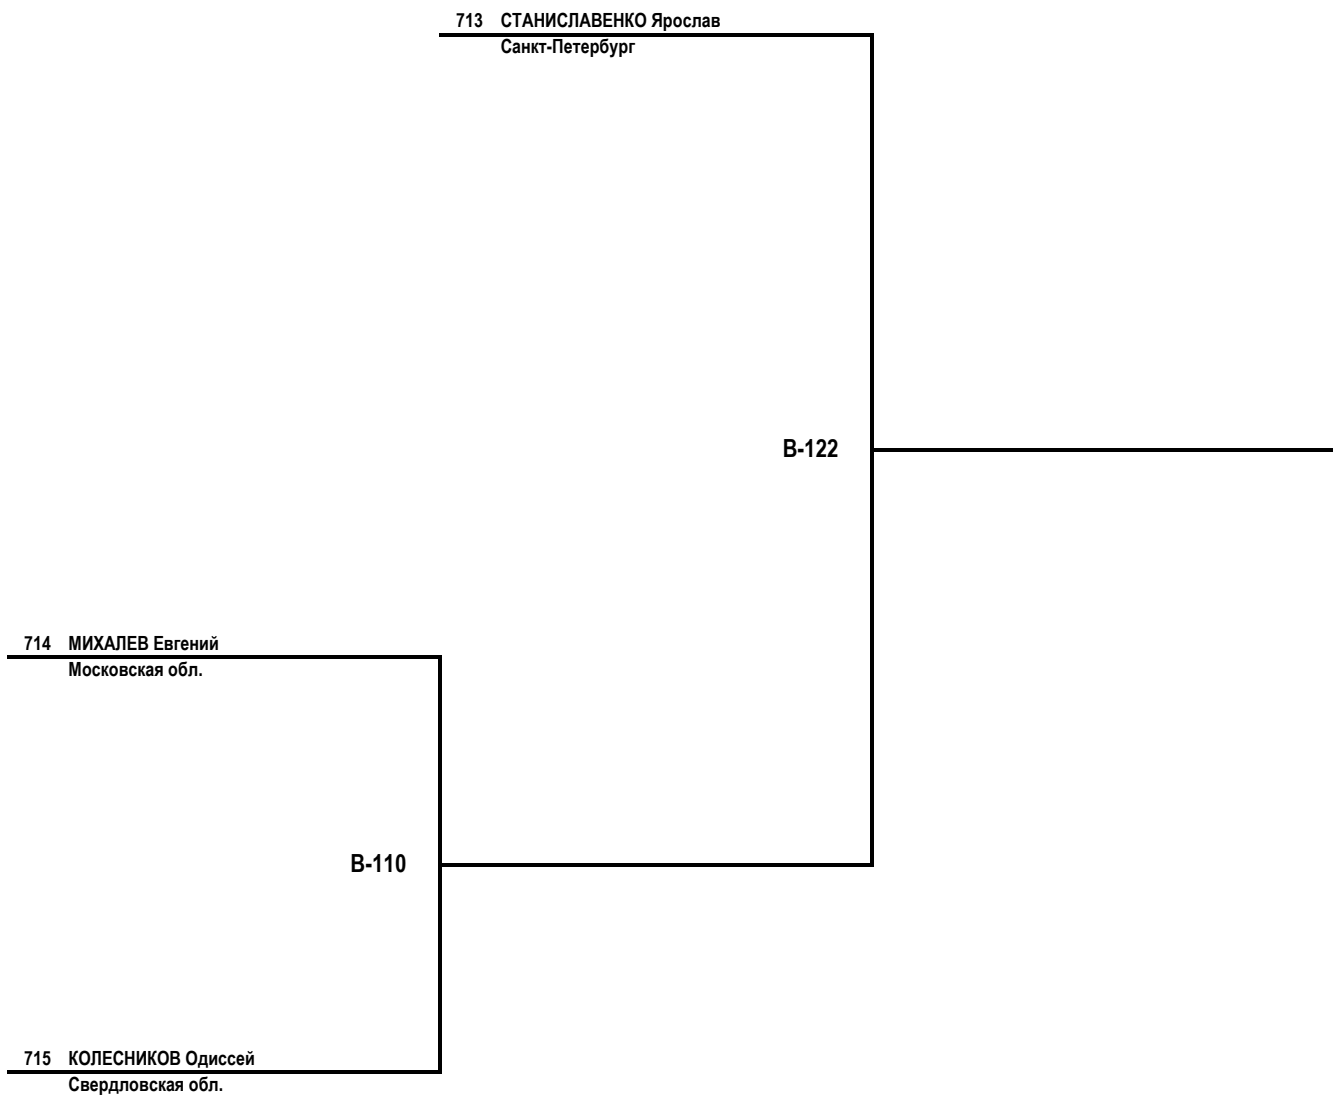 713 СТАНИСЛАВЕНКО Ярослав
Санкт-Петербург
B-122
714 МИХАЛЕВ Евгений
Московская обл.
B-110
715 КОЛЕСНИКОВ Одиссей
Свердловская обл.